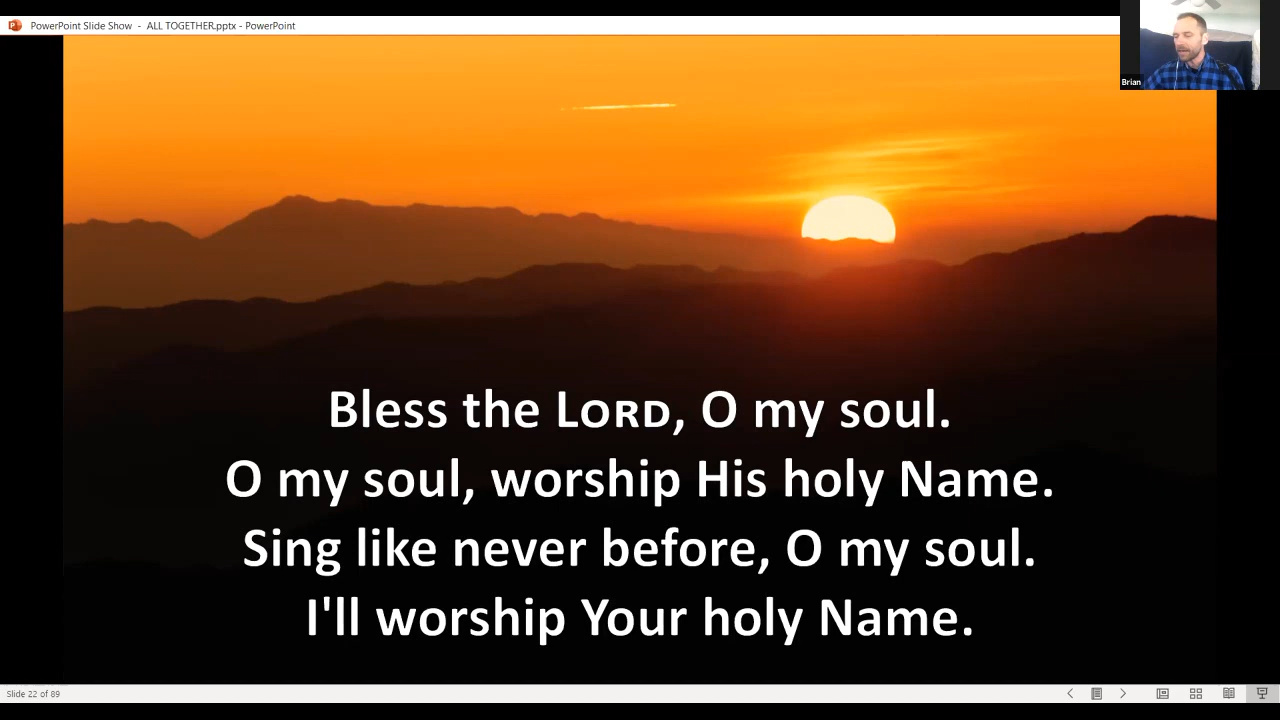 PowerPoint Slide Show - ALL TOGETHER.pptx - PowerPoint
Brian
Bless the LORD, O my soul.
O my soul, worship His holy Name.
Sing like never before, O my soul.
I'll worship Your holy Name.
Slide 22 of 89